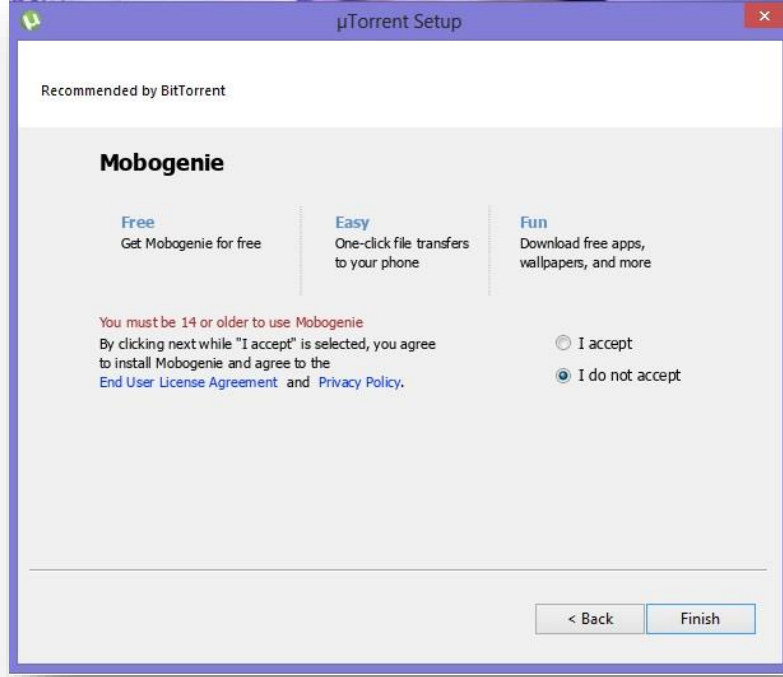 µTorrent Setup
Recommended by BitTorrent
Mobogenie
Free
Get Mobogenie for free
Easy
One-click file transfers
to your phone
Fun
Download free apps,
wallpapers, and more
You must be 14 or older to use Mobogenie
By clicking next while "I accept" is selected, you agree
to install Mobogenie and agree to the
End User License Agreement and Privacy Policy.
I accept
I do not accept
< Back
Finish